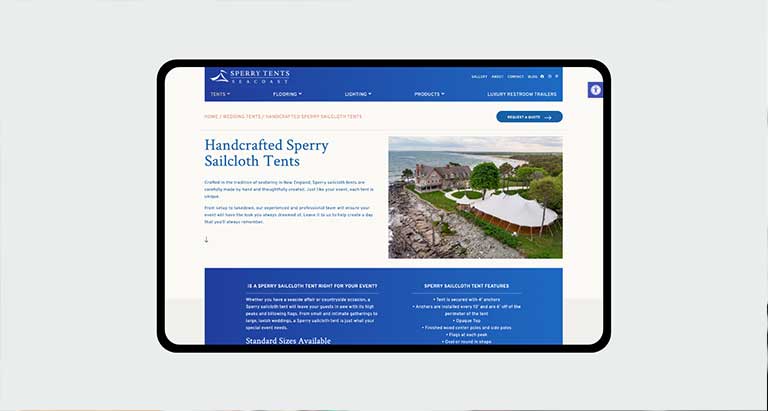 SPERRY TENTS
SEACOAST
GALLERY ABOUT CONTACT BLOG
TENTS FLOORING LIGHTING PRODUCTS LUXURY RESTROOM TRAILERS
HOME / WEDDING TENTS / HANDCRAFTED SPERRY SAILCLOTH TENTS
REQUEST A QUOTE
Handcrafted Sperry
Sailcloth Tents
Crafted in the tradition of sailmaking in New England, Sperry sailcloth tents are
carefully made by hand and thoughtfully created. Just like your event, each tent is
unique.
From setup to takedown, our experienced and professional team will ensure your
event will have the look you always dreamed of. Leave it to us to help create a day
that you'll always remember.
IS A SPERRY SAILCLOTH TENT RIGHT FOR YOUR EVENT?
Whether you have a seaside affair or countryside occasion, a
Sperry sailcloth tent will leave your guests in awe with its high
peaks and billowing flags. From small and intimate gatherings to
large, lavish weddings, a Sperry sailcloth tent is just what your
special event needs.
Standard Sizes Available
SPERRY SAILCLOTH TENT FEATURES
• Tent is secured with 4' anchors
• Anchors are installed every 10' and are 6' off of the
perimeter of the tent
• Opaque Top
• Finished wood center poles and side poles
• Flags at each peak
• Oval or round in shape